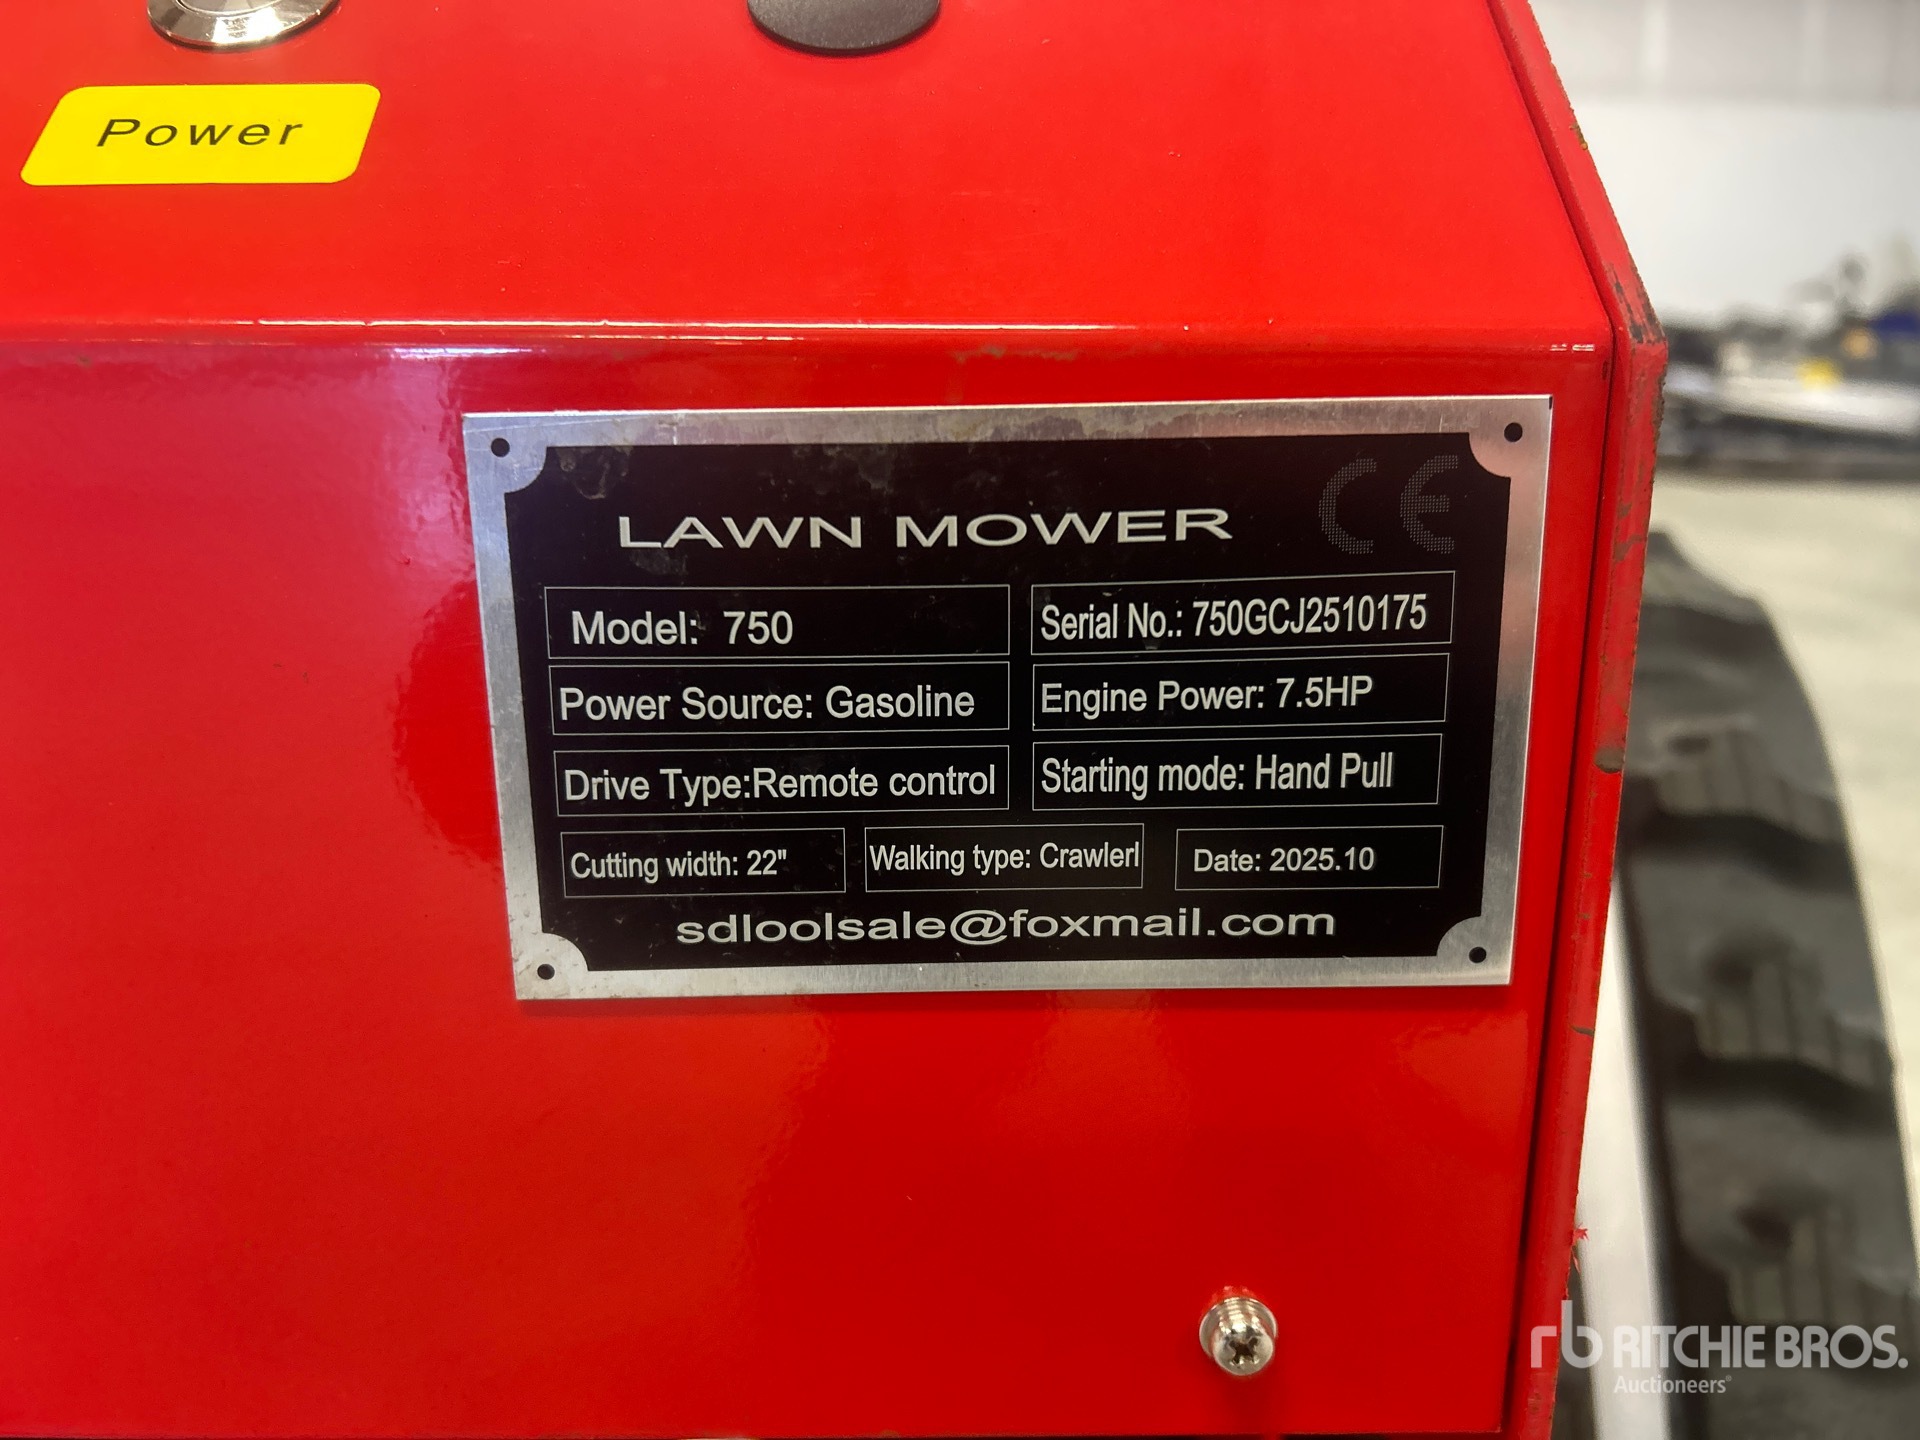 Power
LAWN MOWER
CE
Model: 750
Serial No.: 750GCJ2510175
Power Source: Gasoline
Engine Power: 7.5HP
Drive Type:Remote control
Starting mode: Hand Pull
Cutting width: 22"
Walking type: Crawlerl
Date: 2025.10
sdloolsale@foxmail.com
rb RITCHIE BROS.
Auctioneers®